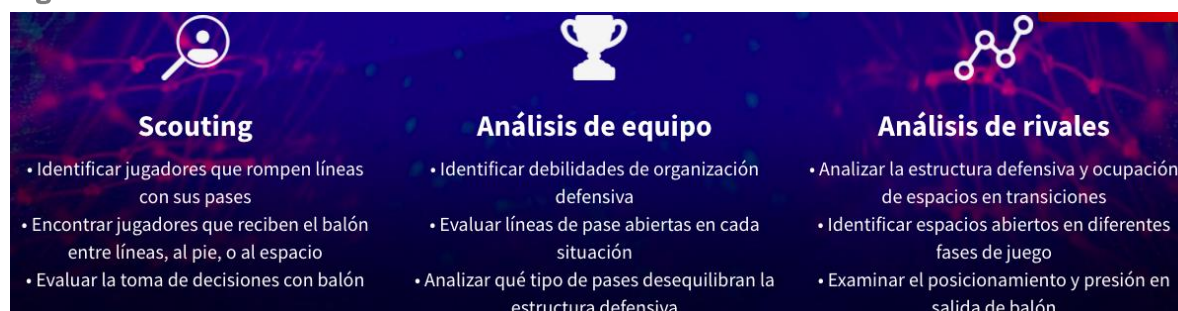 Scouting
• Identificar jugadores que rompen líneas
con sus pases
• Encontrar jugadores que reciben el balón
entre líneas, al pie, o al espacio
• Evaluar la toma de decisiones con balón
Análisis de equipo
• Identificar debilidades de organización
defensiva
• Evaluar líneas de pase abiertas en cada
situación
• Analizar qué tipo de pases desequilibran la
estructura defensiva
Análisis de rivales
• Analizar la estructura defensiva y ocupación
de espacios en transiciones
• Identificar espacios abiertos en diferentes
fases de juego
• Examinar el posicionamiento y presión en
salida de balón